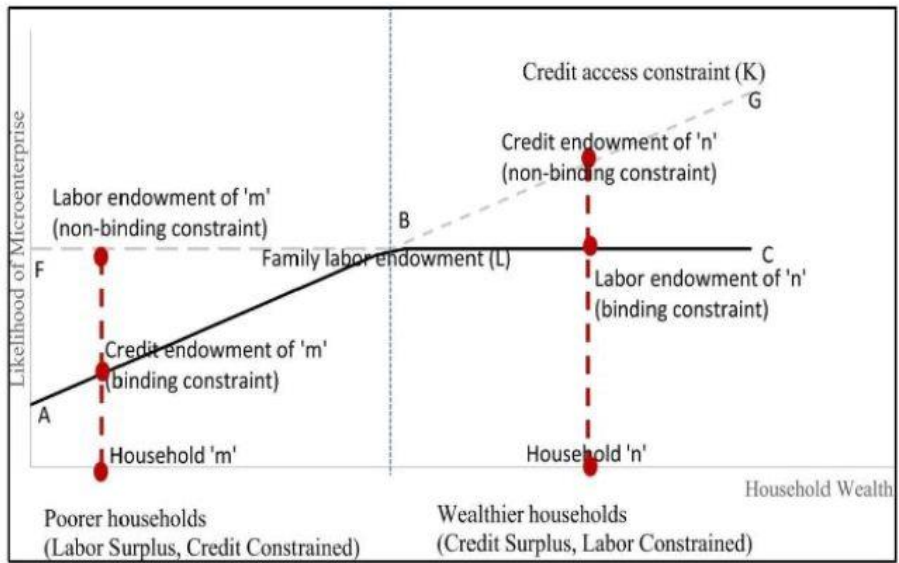 Likelihood of Microenterprise
Credit access constraint (K)
G
Credit endowment of 'n'
(non-binding constraint)
Labor endowment of 'm'
(non-binding constraint)
B
F
Family labor endowment (L)
C
Labor endowment of 'n'
(binding constraint)
Credit endowment of 'm'
(binding constraint)
A
Household 'm'
Household 'n'
Household Wealth
Poorer households
(Labor Surplus, Credit Constrained)
Wealthier households
(Credit Surplus, Labor Constrained)